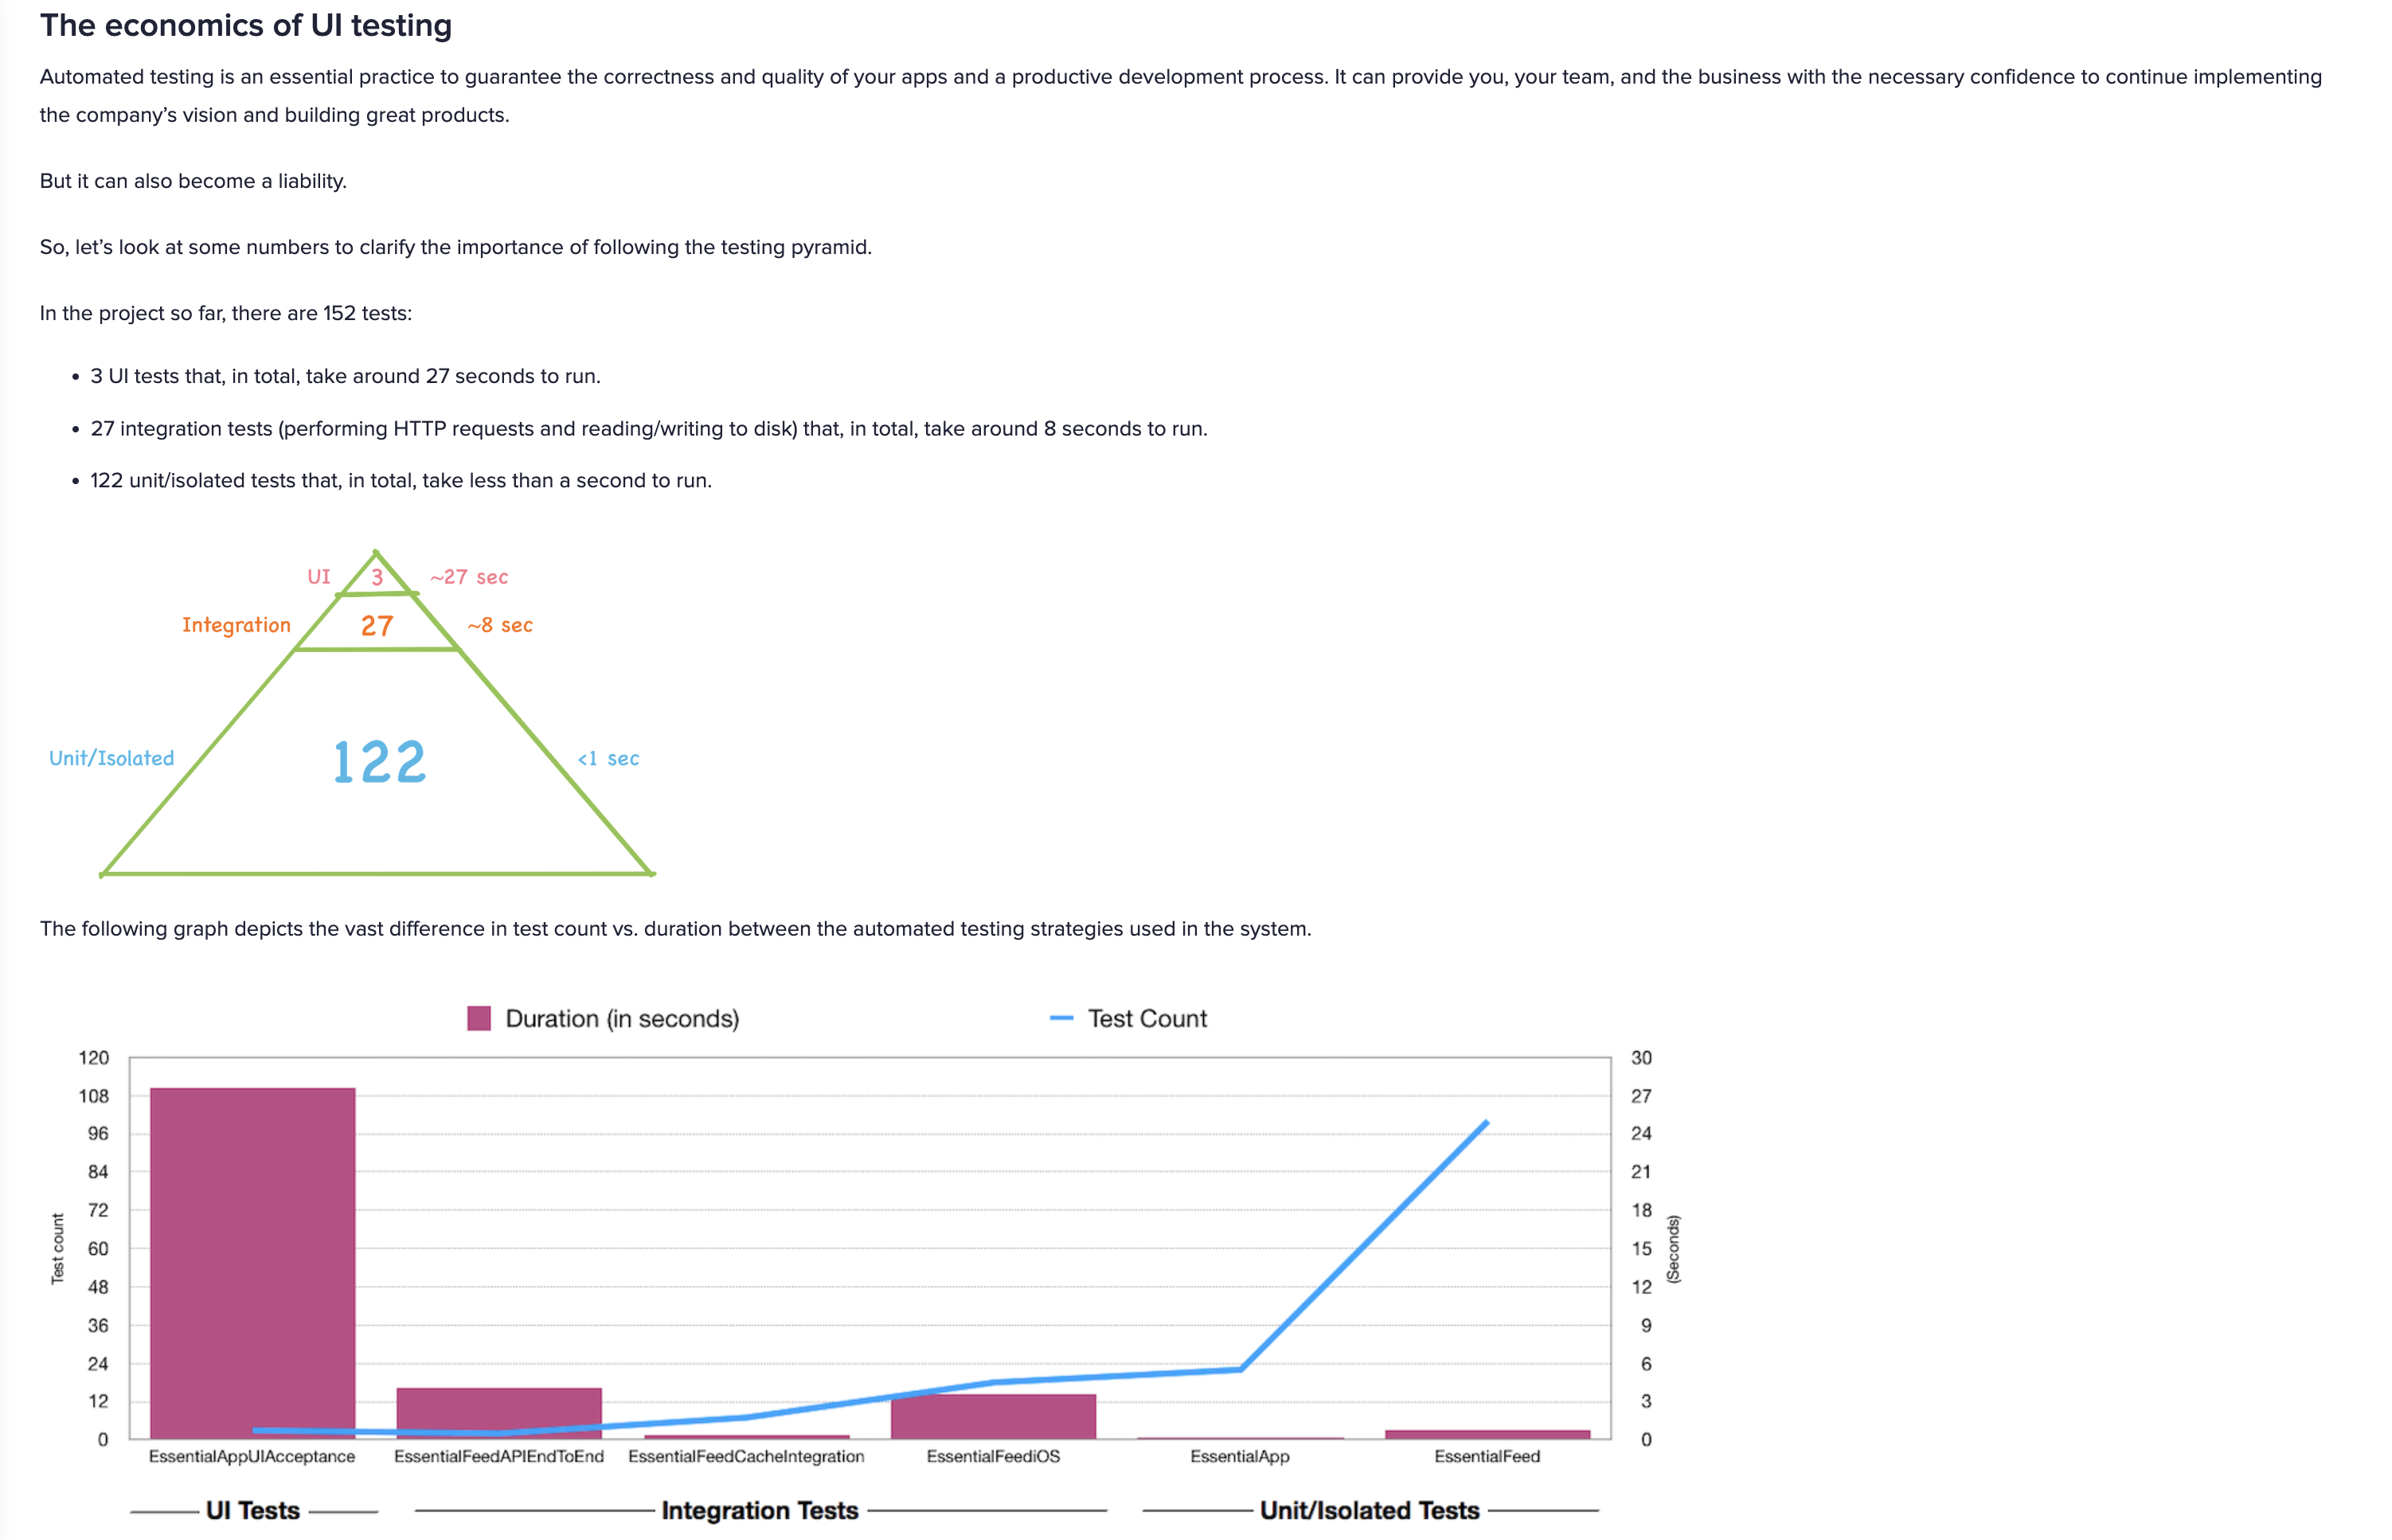 The economics of UI testing
Automated testing is an essential practice to guarantee the correctness and quality of your apps and a productive development process. It can provide you, your team, and the business with the necessary confidence to continue implementing
the company’s vision and building great products.
But it can also become a liability.
So, let’s look at some numbers to clarify the importance of following the testing pyramid.
In the project so far, there are 152 tests:
• 3 UI tests that, in total, take around 27 seconds to run.
• 27 integration tests (performing HTTP requests and reading/writing to disk) that, in total, take around 8 seconds to run.
• 122 unit/isolated tests that, in total, take less than a second to run.
UI 3 ~27 sec
Integration 27 ~8 sec
Unit/Isolated 122 <1 sec
The following graph depicts the vast difference in test count vs. duration between the automated testing strategies used in the system.
Duration (in seconds) Test Count
120 30
108 27
96 24
84 21
72 18
60 15
48 12
36 9
24 6
12 3
0 0
Test count
(Seconds)
EssentialAppUIAcceptance EssentialFeedAPIEndToEnd EssentialFeedCacheIntegration EssentialFeediOS EssentialApp EssentialFeed
UI Tests Integration Tests Unit/Isolated Tests